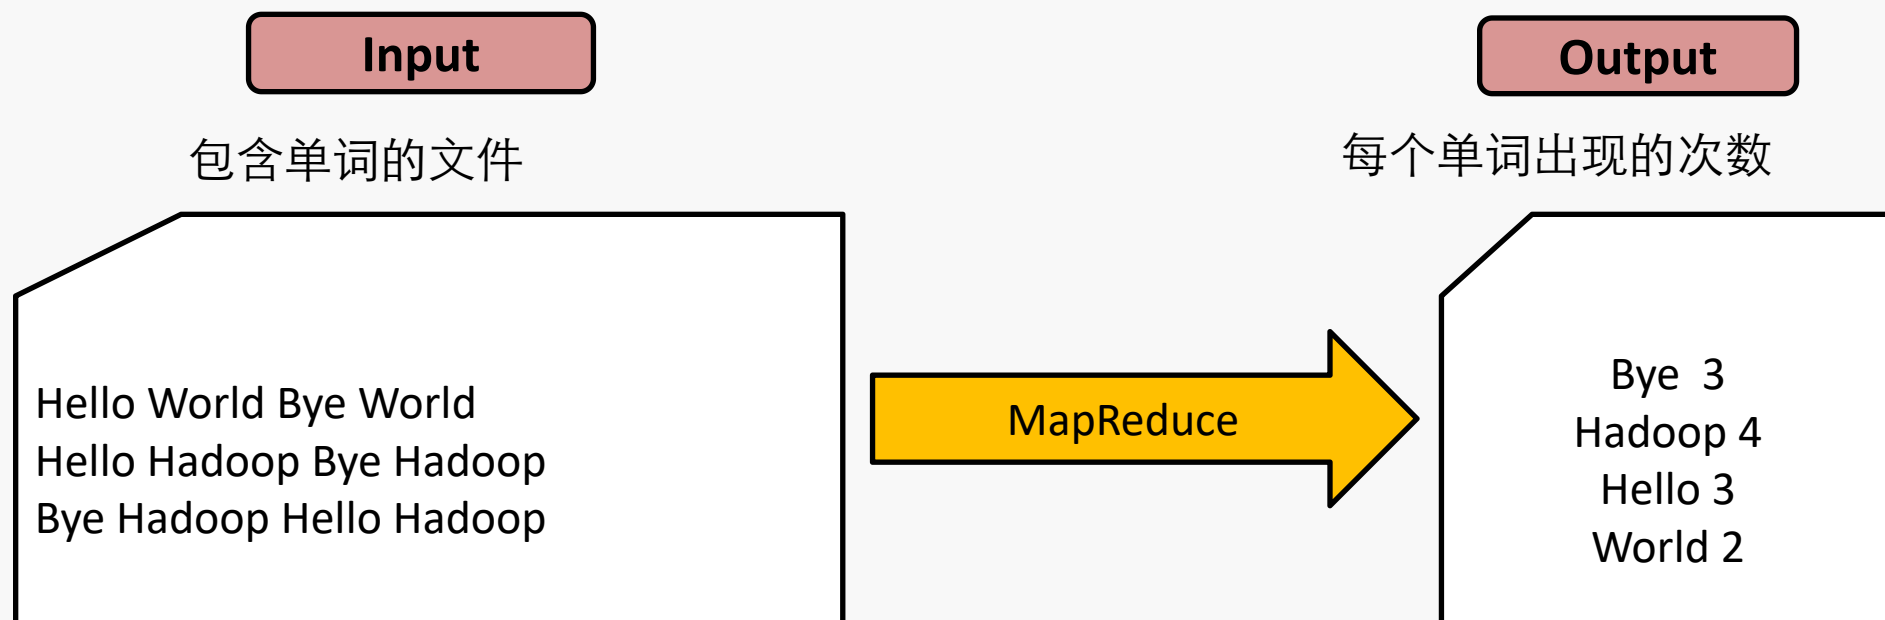 Input
包含单词的文件
Hello World Bye World
Hello Hadoop Bye Hadoop
Bye Hadoop Hello Hadoop
MapReduce
Output
每个单词出现的次数
Bye  3
Hadoop 4
Hello 3
World 2